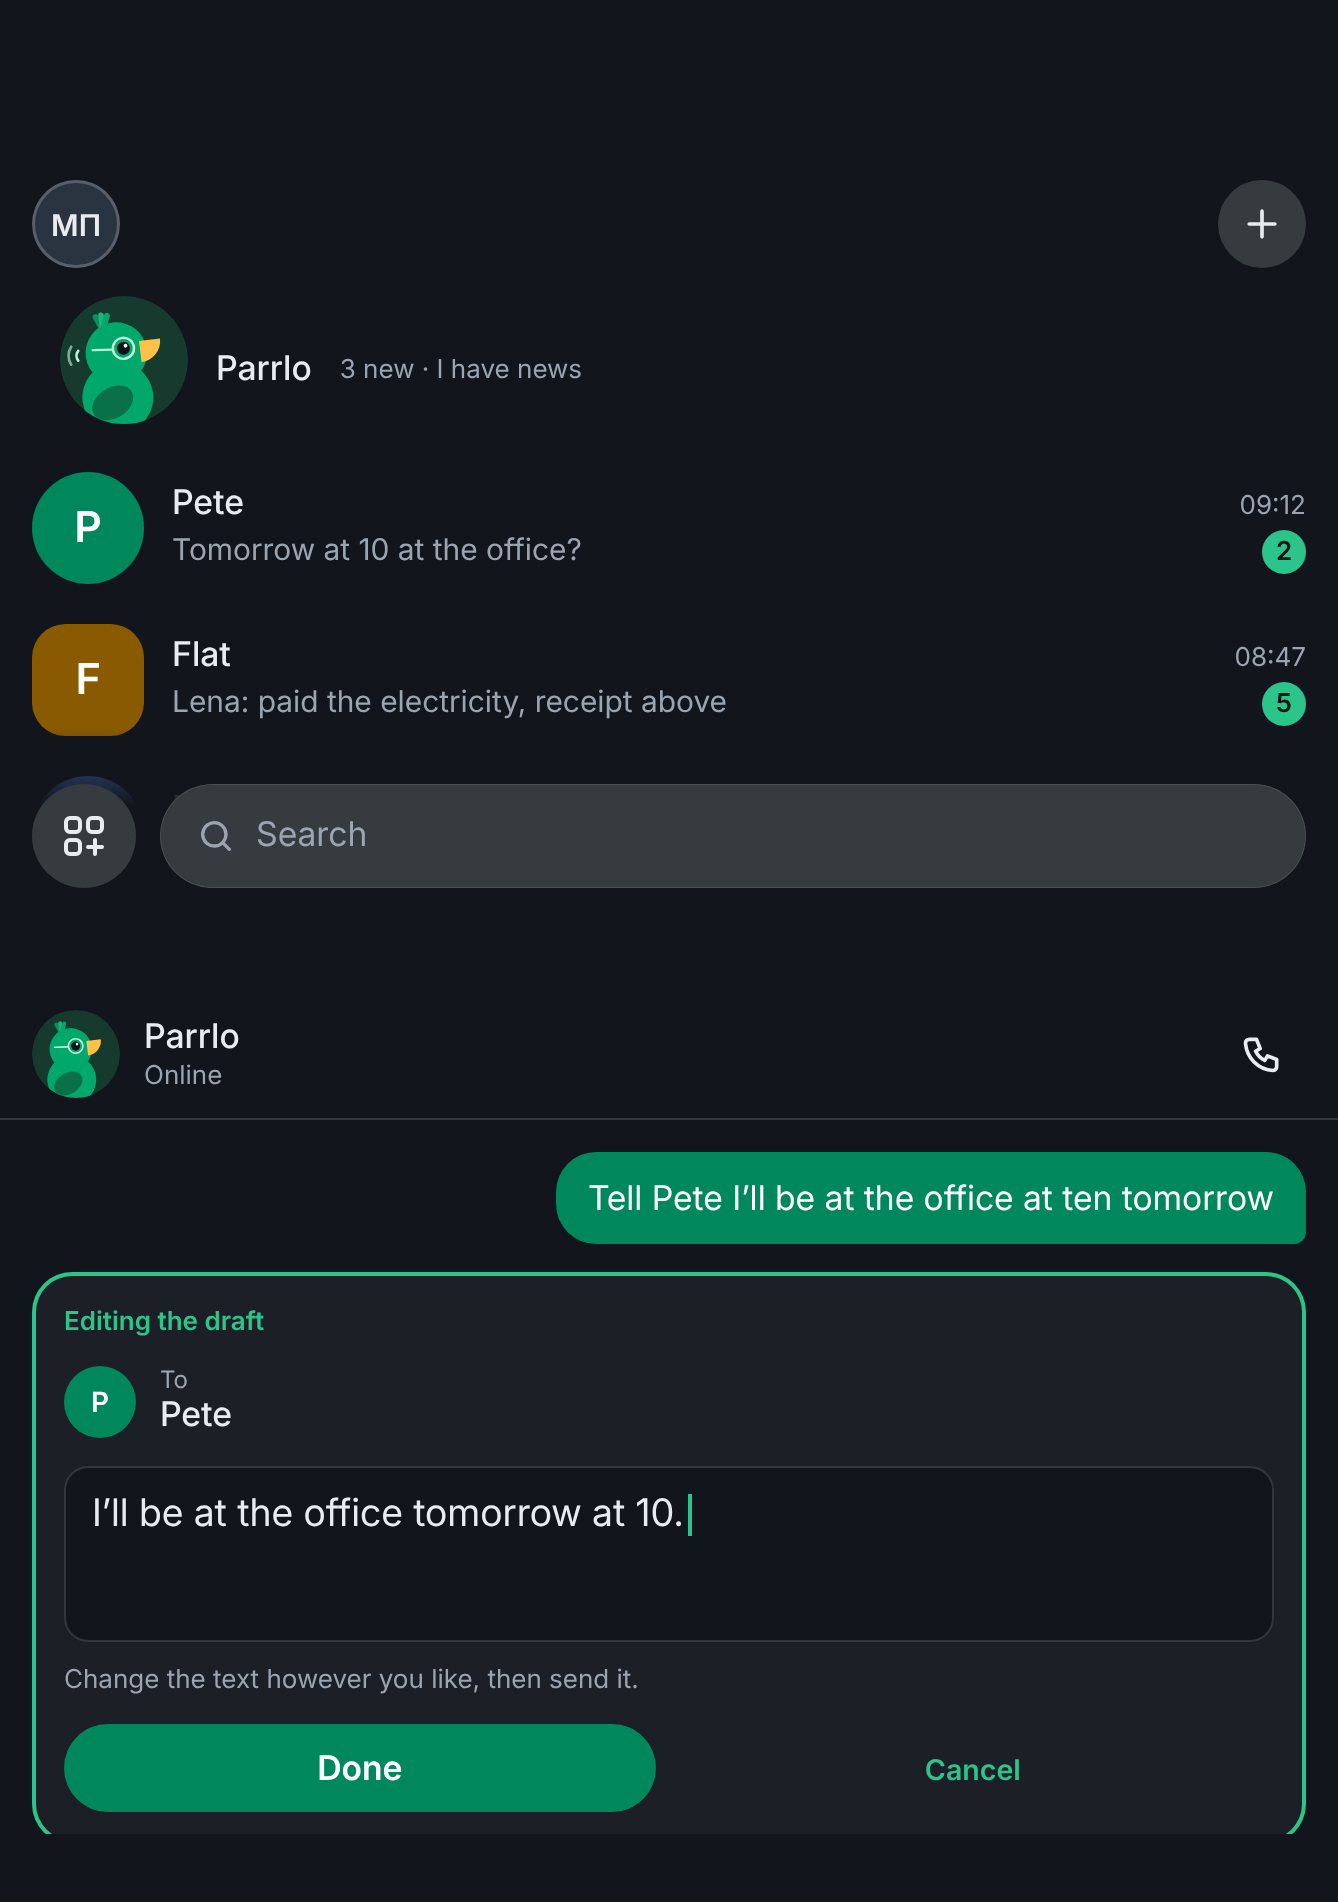 МП
Parrlo 3 new · I have news
Pete 09:12
Tomorrow at 10 at the office? 2
Flat 08:47
Lena: paid the electricity, receipt above 5
Search
Parrlo
Online
Tell Pete I’ll be at the office at ten tomorrow
Editing the draft
To
Pete
P
I’ll be at the office tomorrow at 10.
Change the text however you like, then send it.
Done Cancel
P
F